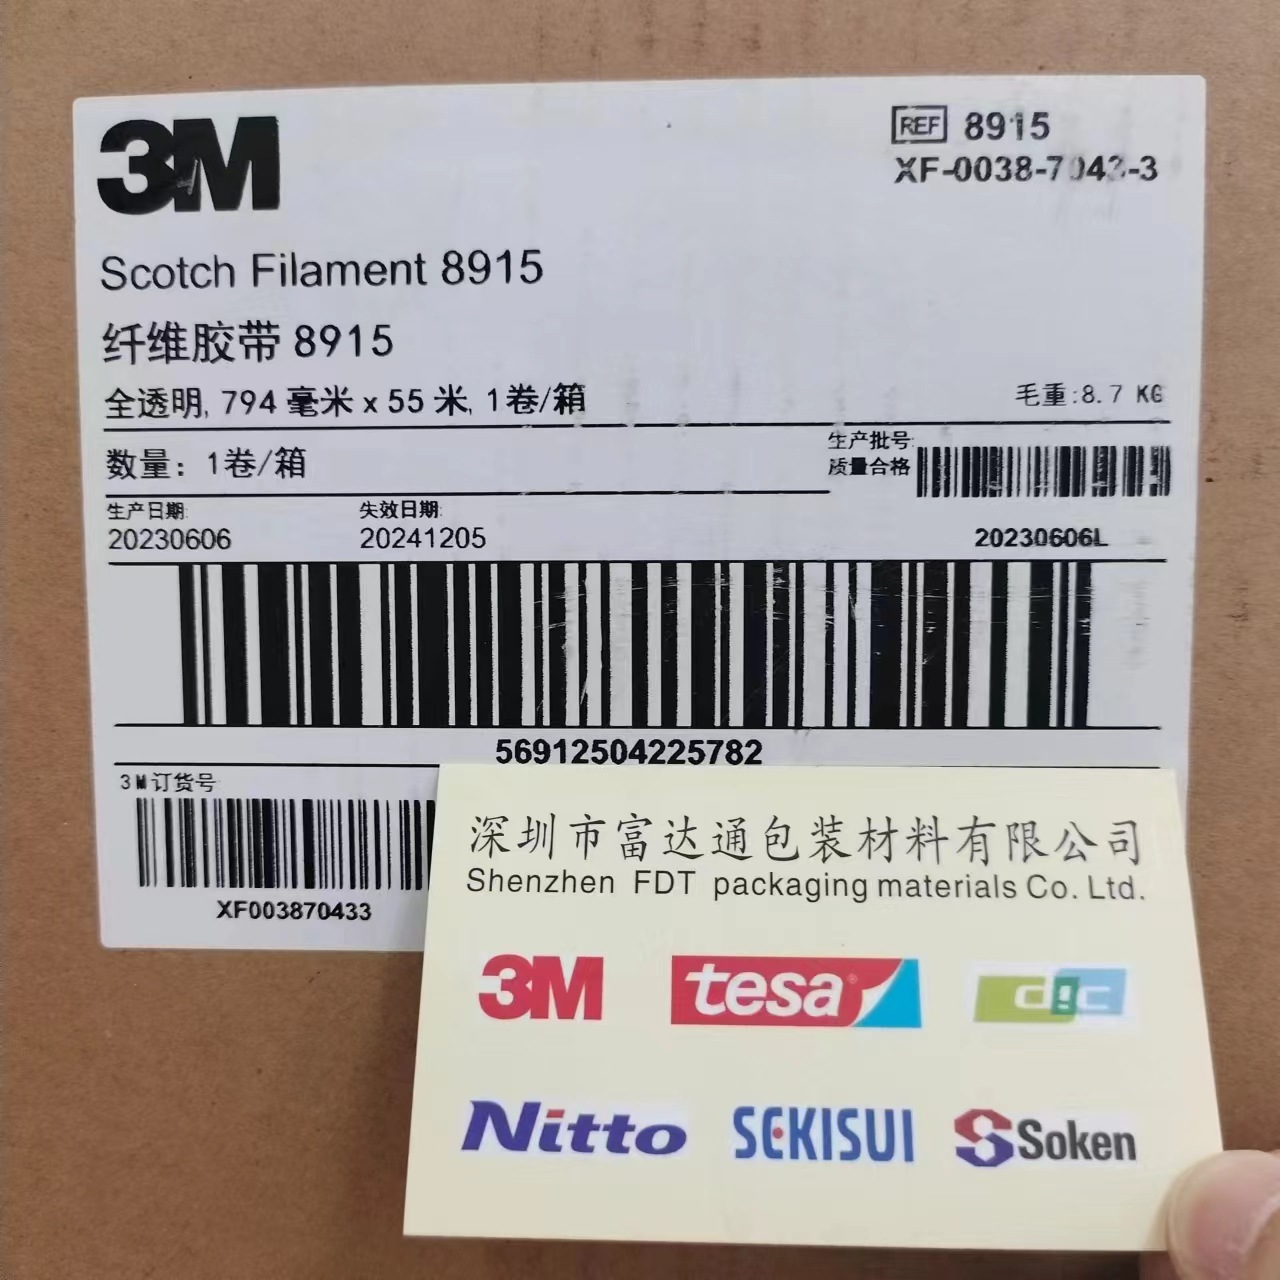 3M
REF 8915
XF-0038-7043-3
Scotch Filament 8915
纤维胶带 8915
全透明, 794 毫米 x 55 米, 1卷/箱
毛重:8.7 KG
数量：1卷/箱
生产批号:
质量合格
生产日期:
失效日期:
20230606
20241205
20230606L
56912504225782
3M订货号
XF003870433
深圳市富达通包装材料有限公司
Shenzhen FDT packaging materials Co. Ltd.
3M tesa® dic
Nitto SEKISUI Soken